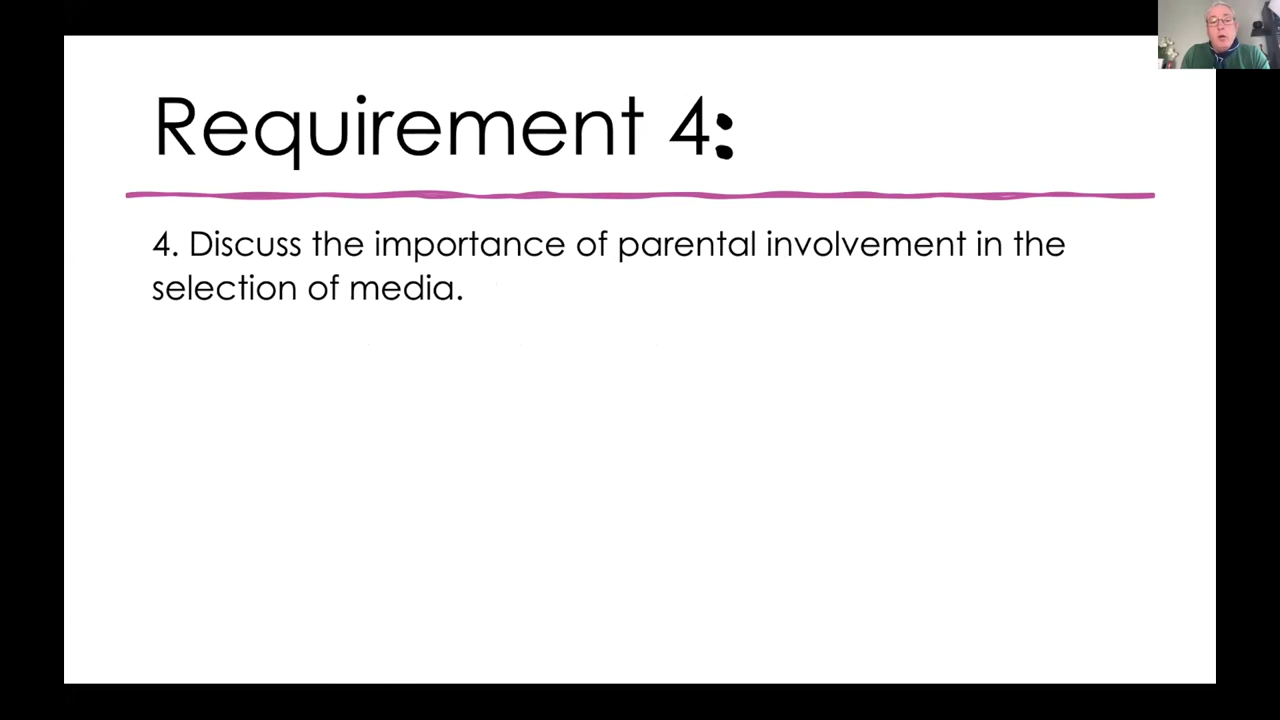 Requirement 4:
4. Discuss the importance of parental involvement in the
selection of media.